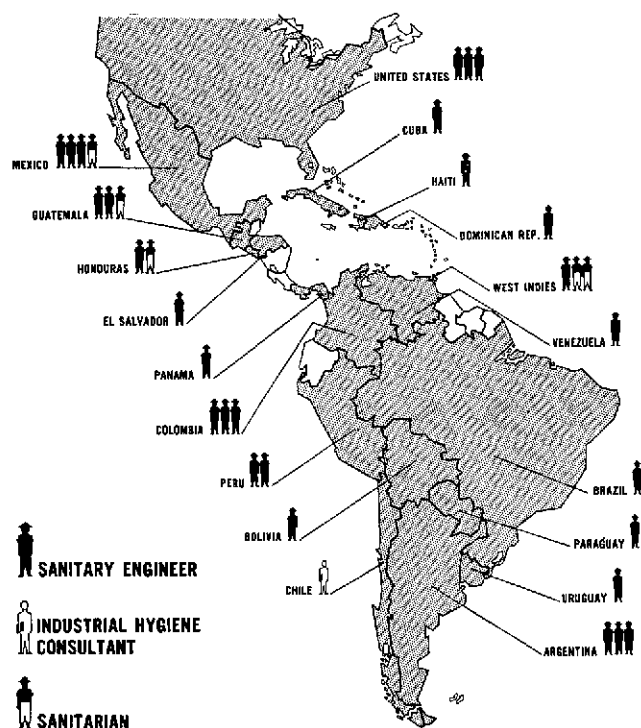 UNITED STATES
CUBA
MEXICO
HAITI
GUATEMALA
DOMINICAN REP.
HONDURAS
WEST INDIES
EL SALVADOR
VENEZUELA
PANAMA
COLOMBIA
PERU
BRAZIL
BOLIVIA
PARAGUAY
CHILE
URUGUAY
ARGENTINA
SANITARY ENGINEER
INDUSTRIAL HYGIENE
CONSULTANT
SANITARIAN